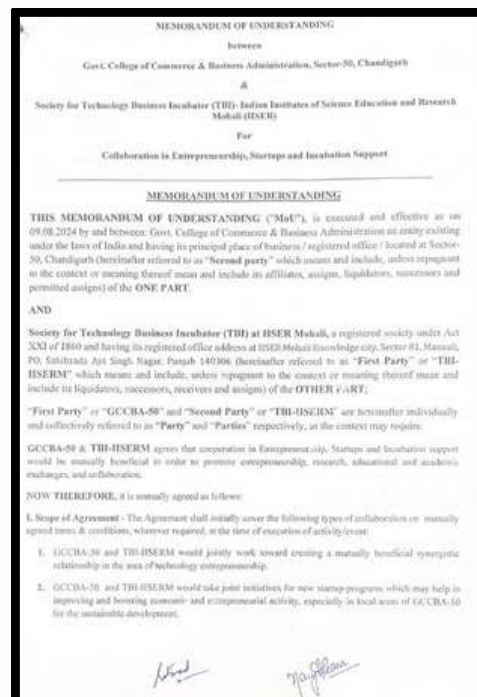 MEMORANDUM OF UNDERSTANDING
between
Govt. College of Commerce & Business Administration, Sector-50, Chandigarh
&
Society for Technology Business Incubator (TBI)- Indian Institutes of Science Education and Research
Mohali (IISER)
For
Collaboration in Entrepreneurship, Startups and Incubation Support
MEMORANDUM OF UNDERSTANDING
THIS MEMORANDUM OF UNDERSTANDING ("MoU"), is executed and effective as on
09.08.2024 by and between: Govt. College of Commerce & Business Administration an entity existing
under the laws of India and having its principal place of business / registered office / located at Sector-
50, Chandigarh (hereinafter referred to as "Second party" which means and include, unless repugnant
to the context or meaning thereof mean and include its affiliates, assigns, liquidators, successors and
permitted assigns) of the ONE PART.
AND
Society for Technology Business Incubator (TBI) at IISER Mohali, a registered society under Act
XXI of 1860 and having its registered office address at IISER Mohali Knowledge city, Sector 81, Manauli,
PO, Sahibzada Ajit Singh Nagar, Punjab 140306 (hereinafter referred to as "First Party" or "TBI-
IISERM" which means and include, unless repugnant to the context or meaning thereof mean and
include its liquidators, successors, receivers and assigns) of the OTHER PART;
"First Party" or "GCCBA-50" and "Second Party" or "TBI-IISERM" are hereinafter individually
and collectively referred to as "Party" and "Parties" respectively, as the context may require.
GCCBA-50 & TBI-IISERM agrees that cooperation in Entrepreneurship, Startups and Incubation support
would be mutually beneficial in order to promote entrepreneurship, research, educational and academic
exchanges, and collaboration.
NOW THEREFORE, it is mutually agreed as follows:
1. Scope of Agreement - The Agreement shall initially cover the following types of collaboration on mutually
agreed terms & conditions, wherever required, at the time of execution of activity/event:
1. GCCBA-50 and TBI-IISERM would jointly work toward creating a mutually beneficial synergistic
relationship in the area of technology entrepreneurship.
2. GCCBA-50 and TBI-IISERM would take joint initiatives for new startup programs which may help in
improving and boosting economic and entrepreneurial activity, especially in local areas of GCCBA-50
for the sustainable development.